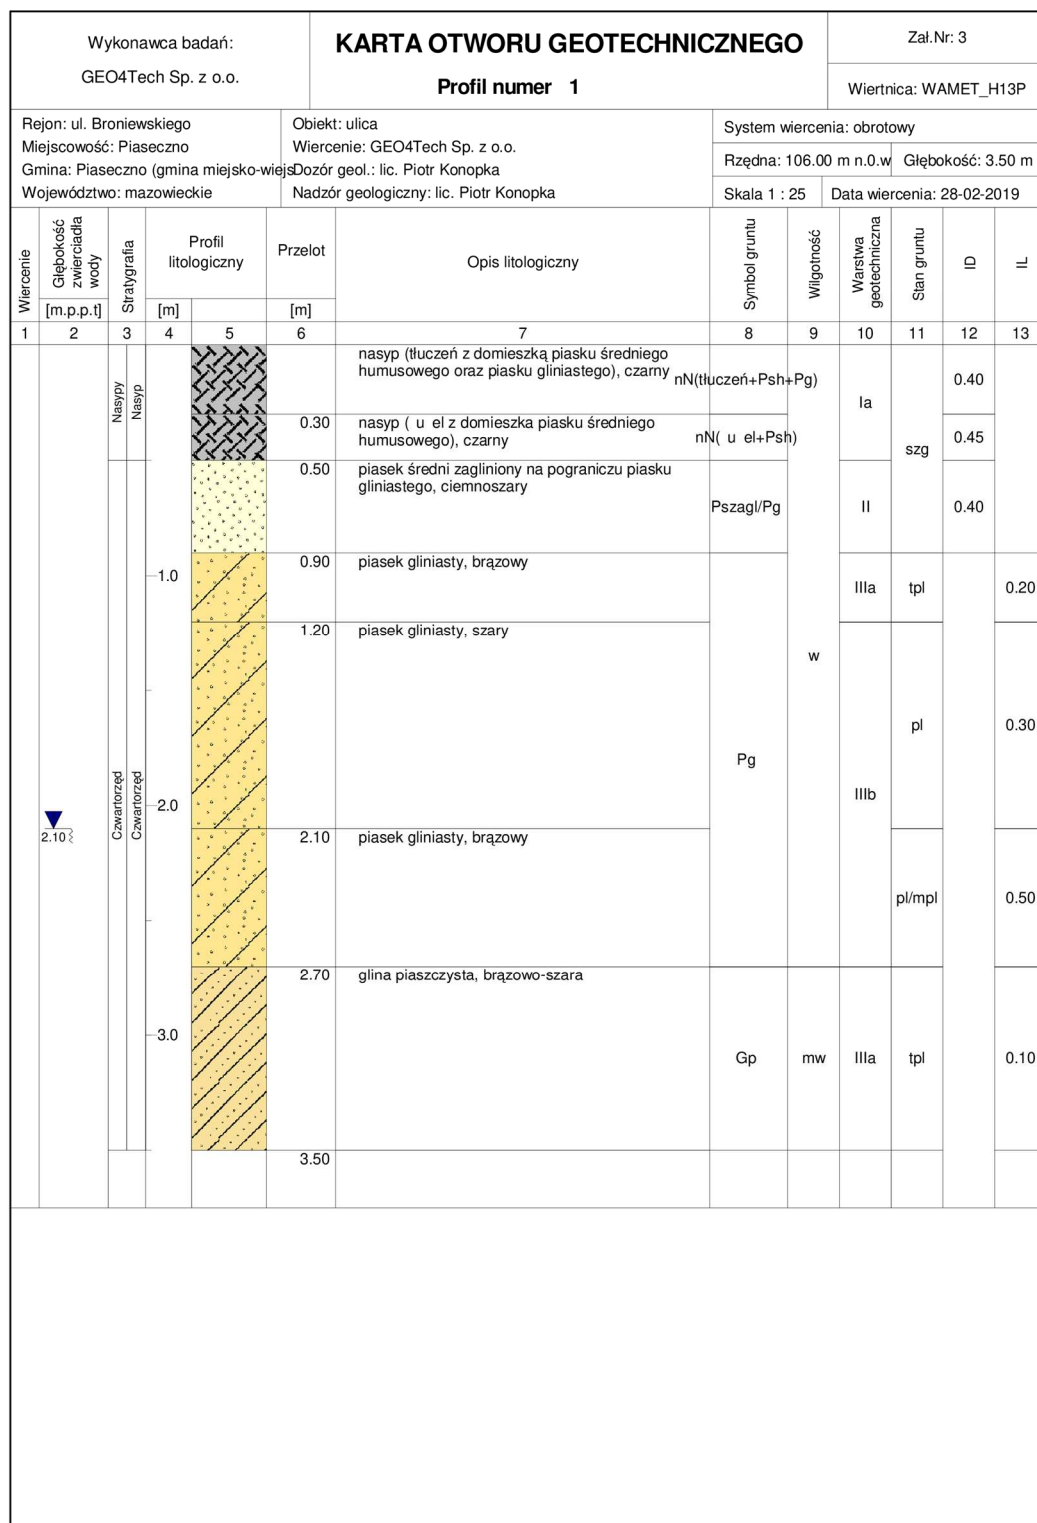 Wykonawca badań:
GEO4Tech Sp. z o.o.
KARTA OTWORU GEOTECHNICZNEGO
Profil numer 1
Zał.Nr: 3
Wiertnica: WAMET_H13P
Rejon: ul. Broniewskiego
Miejscowość: Piaseczno
Gmina: Piaseczno (gmina miejsko-wiejs
Województwo: mazowieckie
Obiekt: ulica
Wiercenie: GEO4Tech Sp. z o.o.
Dozór geol.: lic. Piotr Konopka
Nadzór geologiczny: lic. Piotr Konopka
System wiercenia: obrotowy
Rzędna: 106.00 m n.0.w
Głębokość: 3.50 m
Skala 1 : 25
Data wiercenia: 28-02-2019
Wiercenie
Głębokość zwierciadła wody
[m.p.p.t]
Stratygrafia
Profil litologiczny
[m]
Przelot
[m]
Opis litologiczny
Symbol gruntu
Wilgotność
Warstwa geotechniczna
Stan gruntu
ID
IL
1 2 3 4 5 6 7 8 9 10 11 12 13
Nasypy
Nasyp
nasyp (tłuczeń z domieszką piasku średniego
humusowego oraz piasku gliniastego), czarny
nN(tłuczeń+Psh+Pg)
Ia
0.40
0.30
nasyp ( u el z domieszka piasku średniego
humusowego), czarny
nN( u el+Psh)
szg
0.45
0.50
piasek średni zagliniony na pograniczu piasku
gliniastego, ciemnoszary
Pszagl/Pg
II
0.40
0.90
piasek gliniasty, brązowy
1.0
IIIa
tpl
0.20
1.20
piasek gliniasty, szary
w
pl
0.30
Pg
IIIb
Czwartorzęd
Czwartorzęd
2.0
2.10
2.10
piasek gliniasty, brązowy
pl/mpl
0.50
2.70
glina piaszczysta, brązowo-szara
3.0
Gp
mw
IIIa
tpl
0.10
3.50